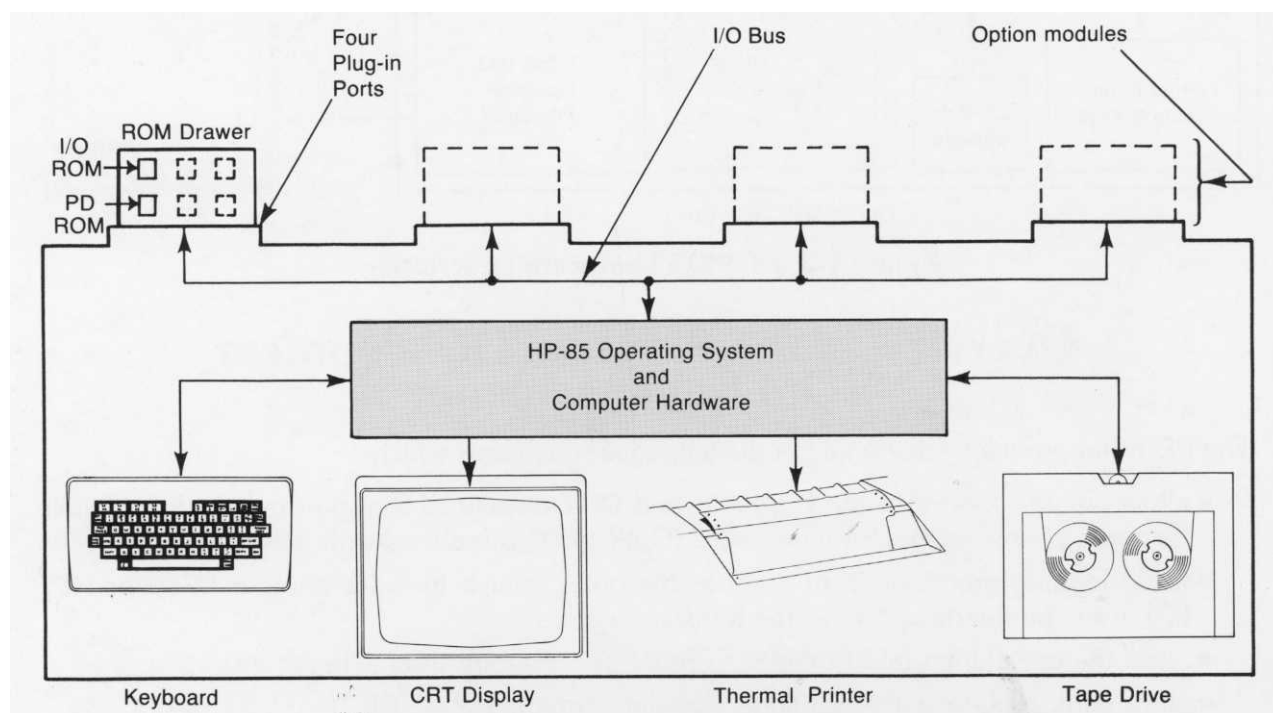 Four
Plug-in
Ports
I/O Bus
Option modules
ROM Drawer
I/O
ROM
PD
ROM
HP-85 Operating System
and
Computer Hardware
Keyboard
CRT Display
Thermal Printer
Tape Drive